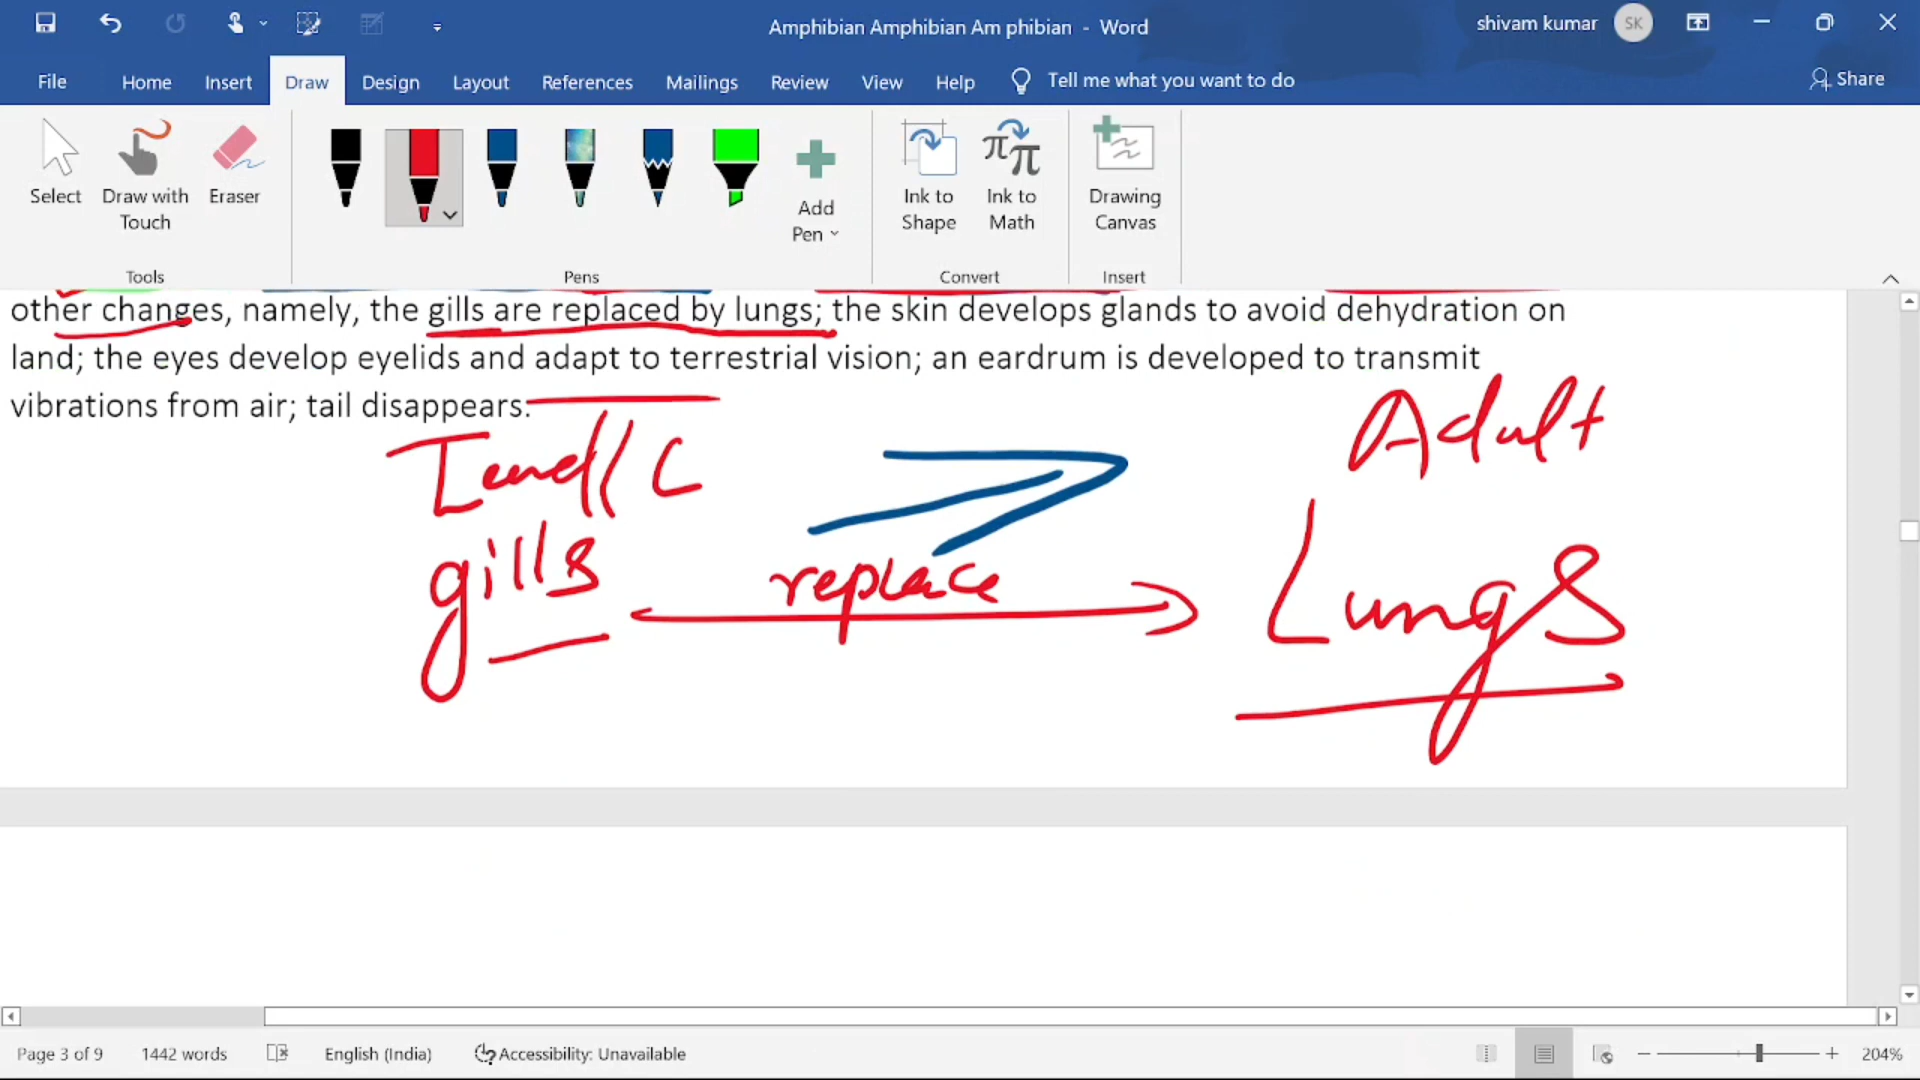 Amphibian Amphibian Am phibian - Word
shivam kumar SK
File Home Insert Draw Design Layout References Mailings Review View Help Tell me what you want to do Share
Select Draw with Touch Eraser Add Pen Ink to Shape Ink to Math Drawing Canvas
Tools Pens Convert Insert
other changes, namely, the gills are replaced by lungs; the skin develops glands to avoid dehydration on
land; the eyes develop eyelids and adapt to terrestrial vision; an eardrum is developed to transmit
vibrations from air; tail disappears.
Adult
gills replace Lungs
Page 3 of 9 1442 words English (India) Accessibility: Unavailable 204%